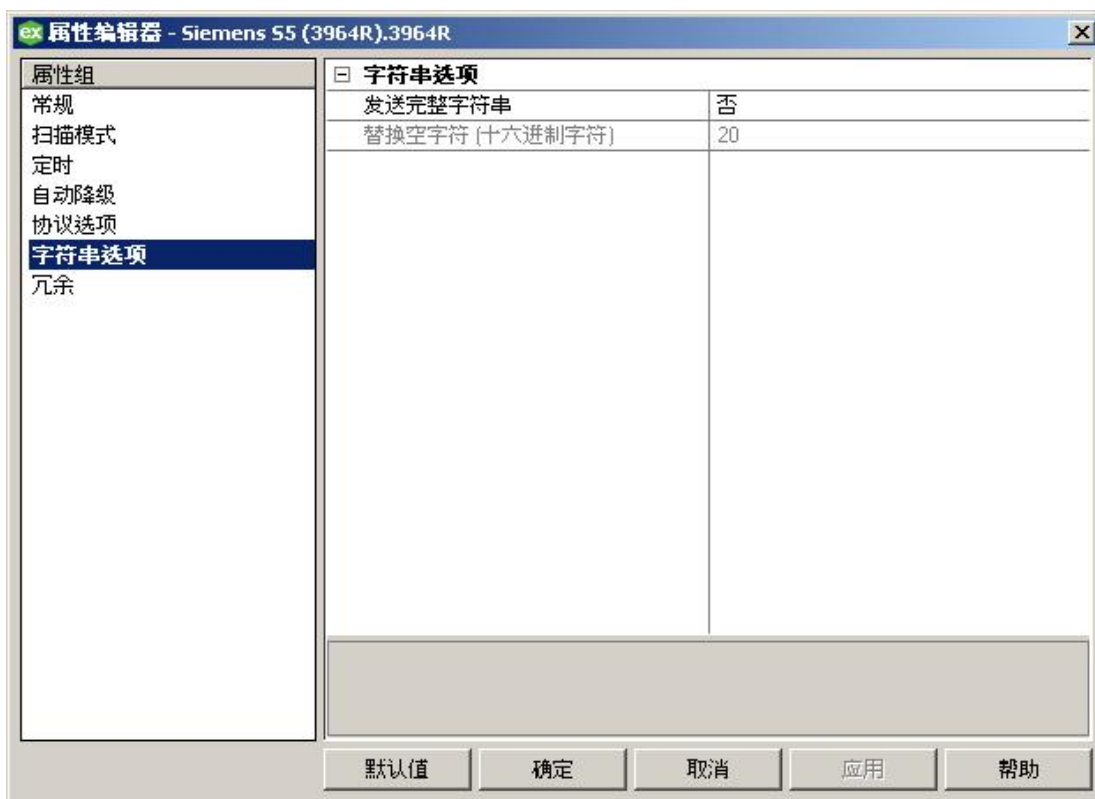 ex 属性编辑器 - Siemens S5 (3964R).3964R
属性组
常规
扫描模式
定时
自动降级
协议选项
字符串选项
冗余
字符串选项
发送完整字符串 否
替换空字符 (十六进制字符) 20
默认值 确定 取消 应用 帮助